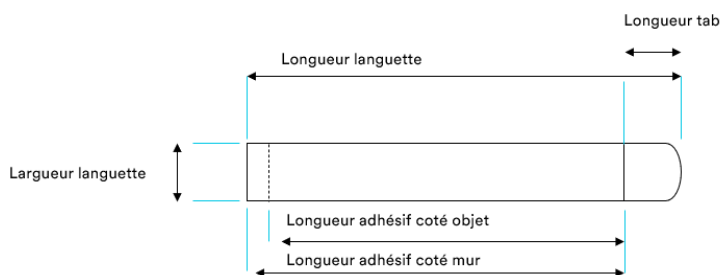 Longueur tab
Longueur languette
Largueur languette
Longueur adhésif coté objet
Longueur adhésif coté mur